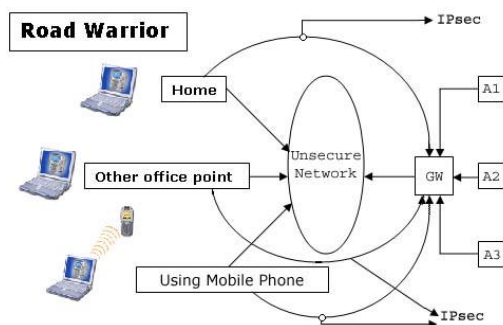 Road Warrior
IPsec
Home
A1
Unsecure
Network
GW
Other office point
A2
Using Mobile Phone
A3
IPsec